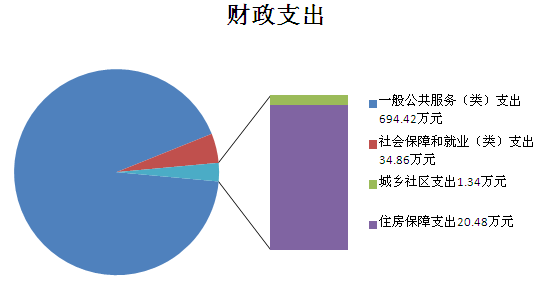 财政支出
一般公共服务（类）支出
694.42万元
社会保障和就业（类）支出
34.86万元
城乡社区支出1.34万元
住房保障支出20.48万元